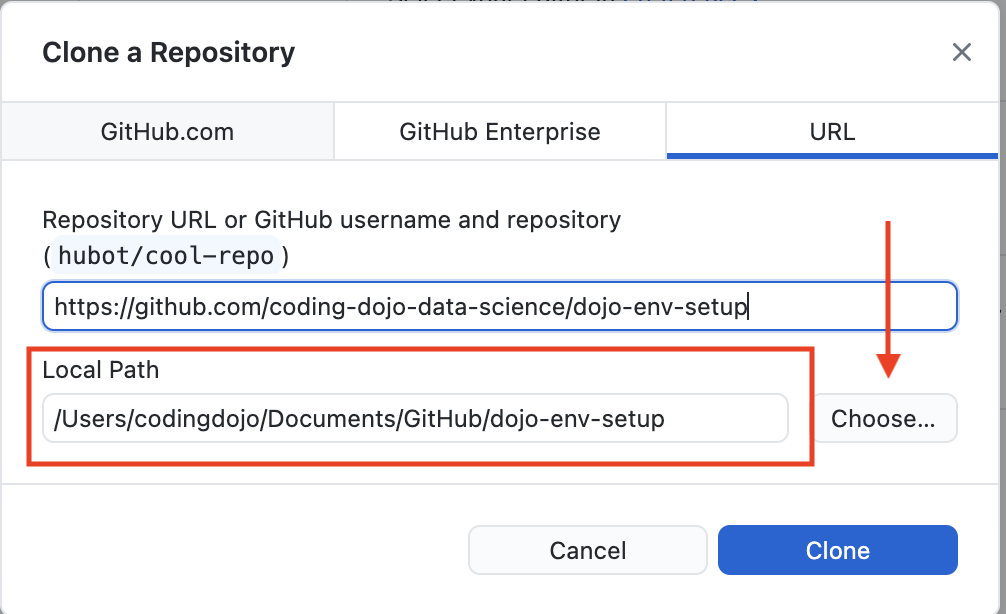 Clone a Repository
GitHub.com
GitHub Enterprise
URL
Repository URL or GitHub username and repository
(hubot/cool-repo)
https://github.com/coding-dojo-data-science/dojo-env-setup
Local Path
/Users/codingdojo/Documents/GitHub/dojo-env-setup
Choose...
Cancel
Clone